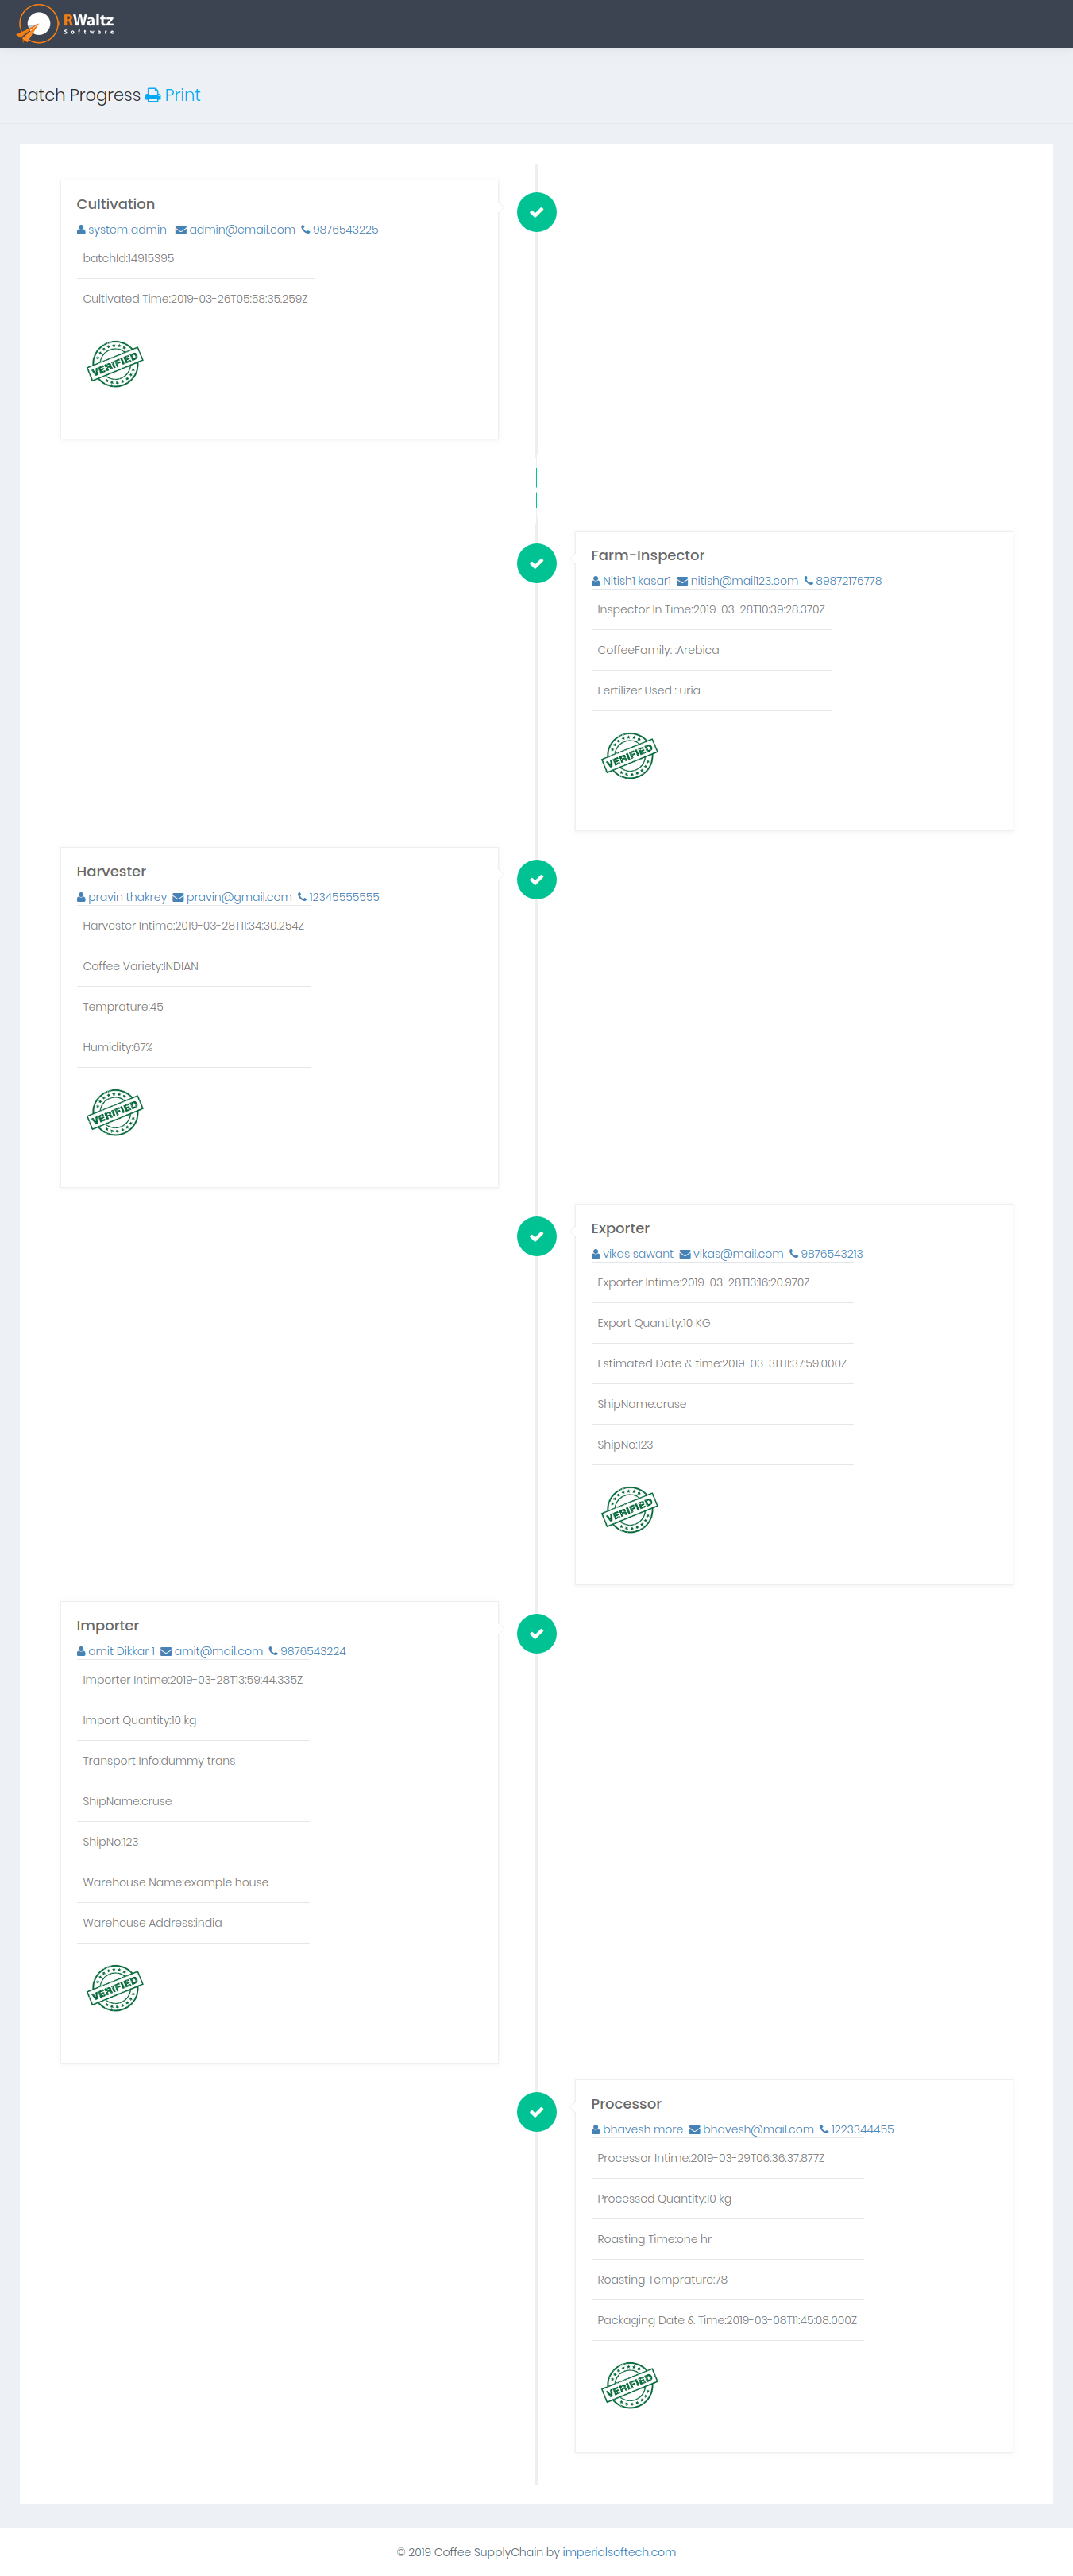 RWaltz
Software
Batch Progress Print
Cultivation
system admin admin@email.com 9876543225
batchId:14915395
Cultivated Time:2019-03-26T05:58:35.259Z
VERIFIED
Farm-Inspector
Nitish1 kasar1 nitish@mail123.com 89872176778
Inspector In Time:2019-03-28T10:39:28.370Z
CoffeeFamily: :Arebica
Fertilizer Used : uria
VERIFIED
Harvester
pravin thakrey pravin@gmail.com 12345555555
Harvester Intime:2019-03-28T11:34:30.254Z
Coffee Variety:INDIAN
Temprature:45
Humidity:67%
VERIFIED
Exporter
vikas sawant vikas@mail.com 9876543213
Exporter Intime:2019-03-28T13:16:20.970Z
Export Quantity:10 KG
Estimated Date & time:2019-03-31T11:37:59.000Z
ShipName:cruse
ShipNo:123
VERIFIED
Importer
amit Dikkar 1 amit@mail.com 9876543224
Importer Intime:2019-03-28T13:59:44.335Z
Import Quantity:10 kg
Transport Info:dummy trans
ShipName:cruse
ShipNo:123
Warehouse Name:example house
Warehouse Address:india
VERIFIED
Processor
bhavesh more bhavesh@mail.com 1223344455
Processor Intime:2019-03-29T06:36:37.877Z
Processed Quantity:10 kg
Roasting Time:one hr
Roasting Temprature:78
Packaging Date & Time:2019-03-08T11:45:08.000Z
VERIFIED
© 2019 Coffee SupplyChain by imperialsoftech.com